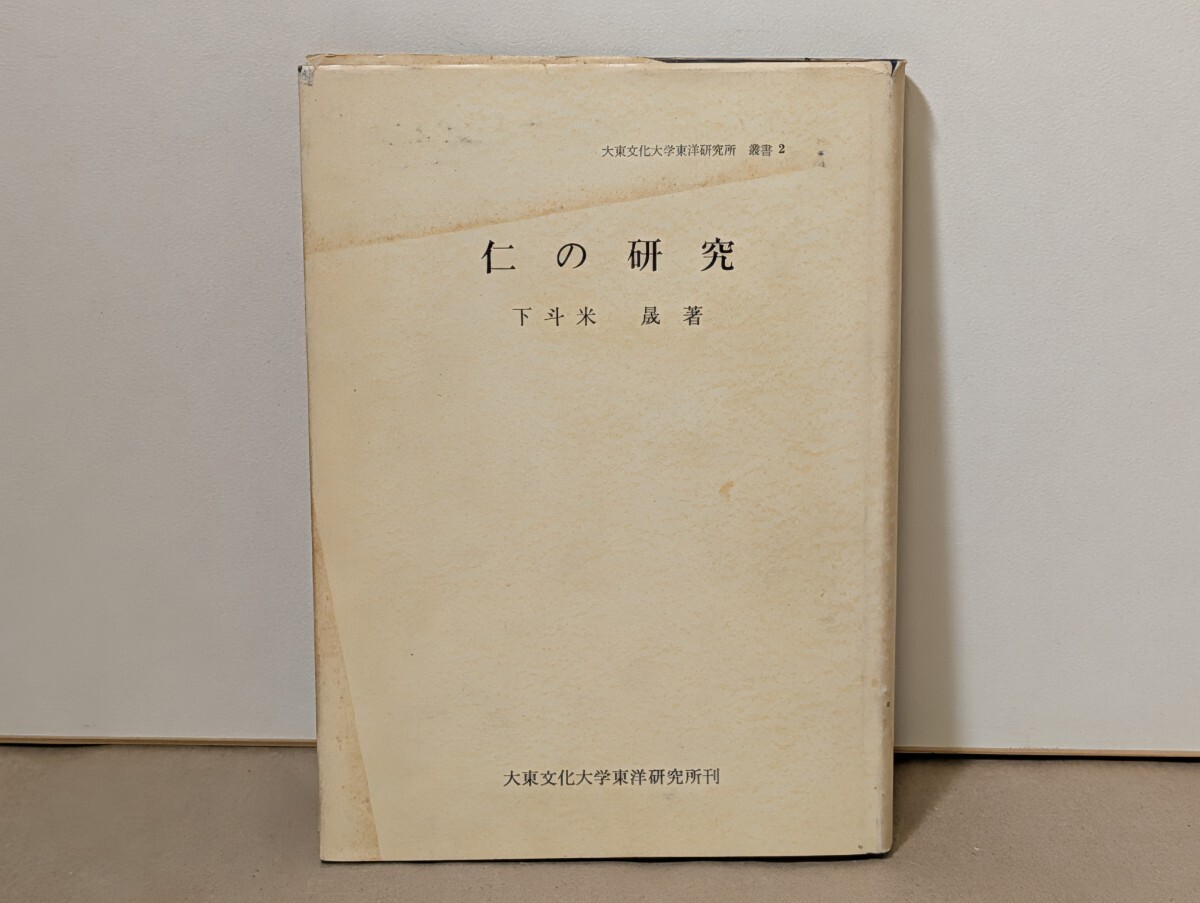 大東文化大学東洋研究所 叢書 2
仁の研究
下斗米 晟 著
大東文化大学東洋研究所刊